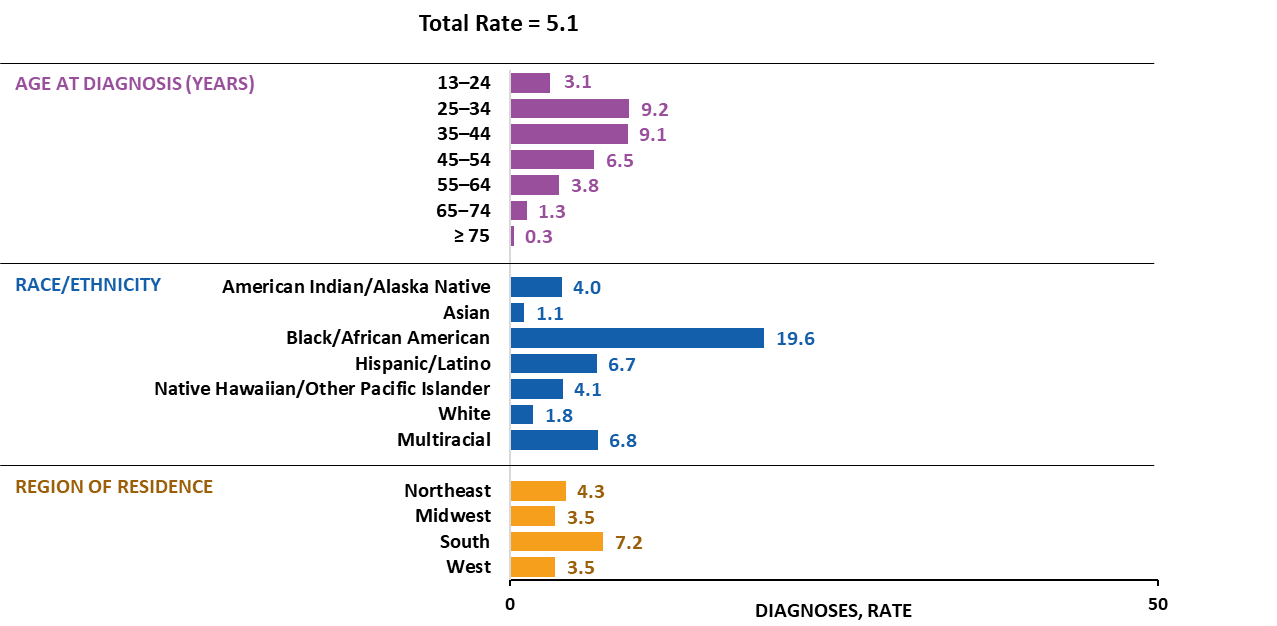 Total Rate = 5.1
AGE AT DIAGNOSIS (YEARS)
13–24 3.1
25–34 9.2
35–44 9.1
45–54 6.5
55–64 3.8
65–74 1.3
≥ 75 0.3
RACE/ETHNICITY
American Indian/Alaska Native 4.0
Asian 1.1
Black/African American 19.6
Hispanic/Latino 6.7
Native Hawaiian/Other Pacific Islander 4.1
White 1.8
Multiracial 6.8
REGION OF RESIDENCE
Northeast 4.3
Midwest 3.5
South 7.2
West 3.5
0 50
DIAGNOSES, RATE